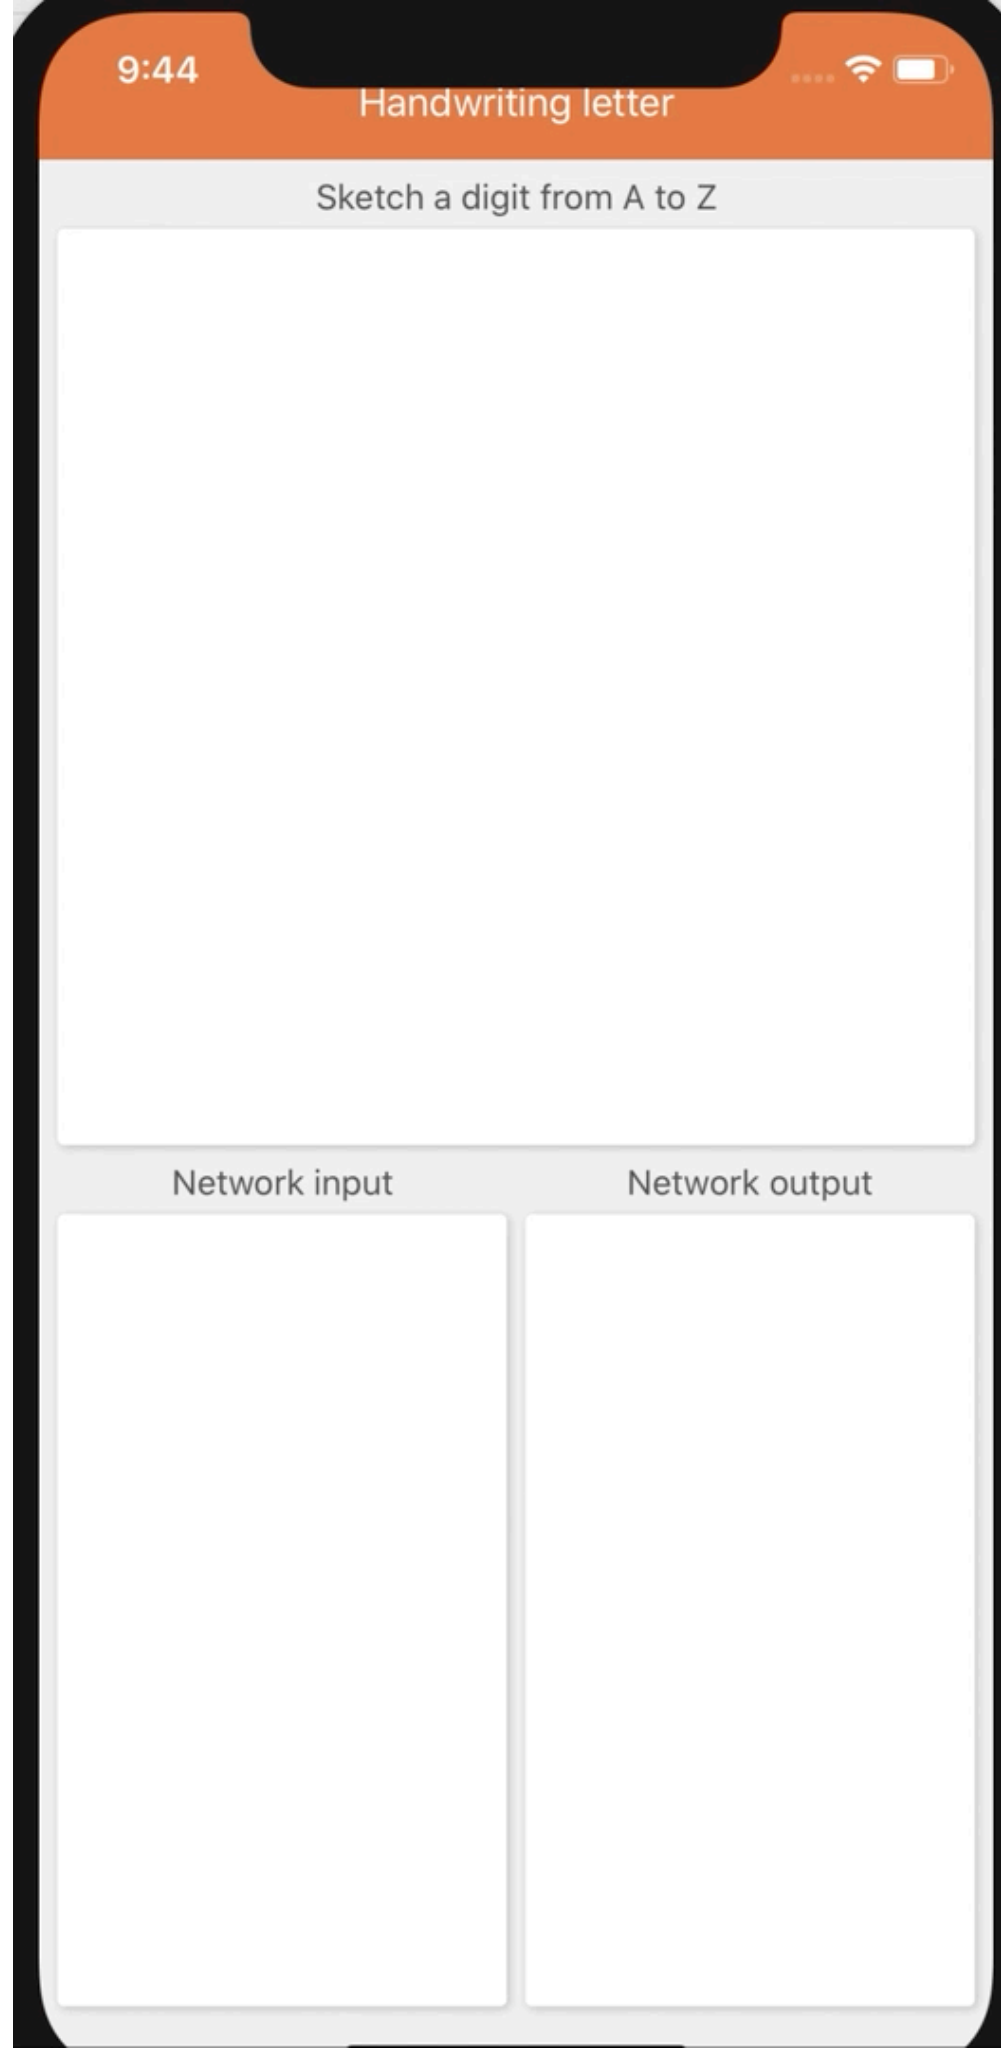 9:44
Handwriting letter
Sketch a digit from A to Z
Network input
Network output